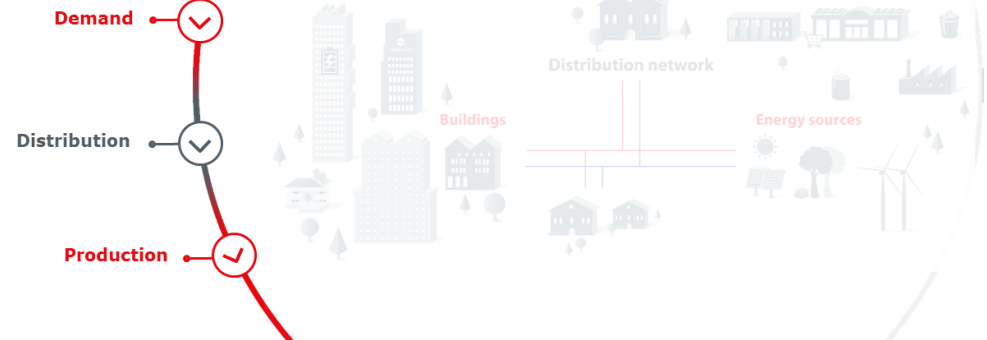 Demand
Distribution
Production
Distribution network
Buildings
Energy sources